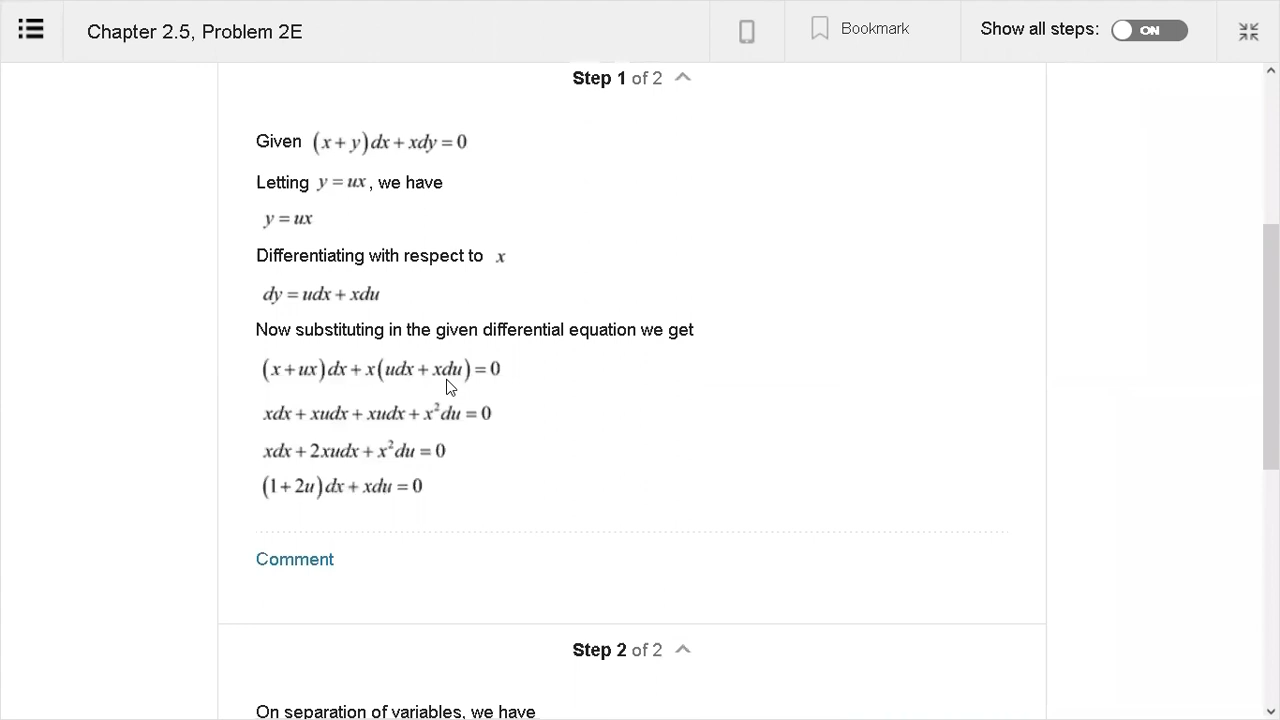 Chapter 2.5, Problem 2E
Bookmark
Show all steps: ON
Step 1 of 2
Given (x + y)dx + xdy = 0
Letting y = ux, we have
y = ux
Differentiating with respect to x
dy = udx + xdu
Now substituting in the given differential equation we get
(x + ux)dx + x(udx + xdu) = 0
xdx + xudx + xudx + x²du = 0
xdx + 2xudx + x²du = 0
(1 + 2u)dx + xdu = 0
Comment
Step 2 of 2
On separation of variables, we have